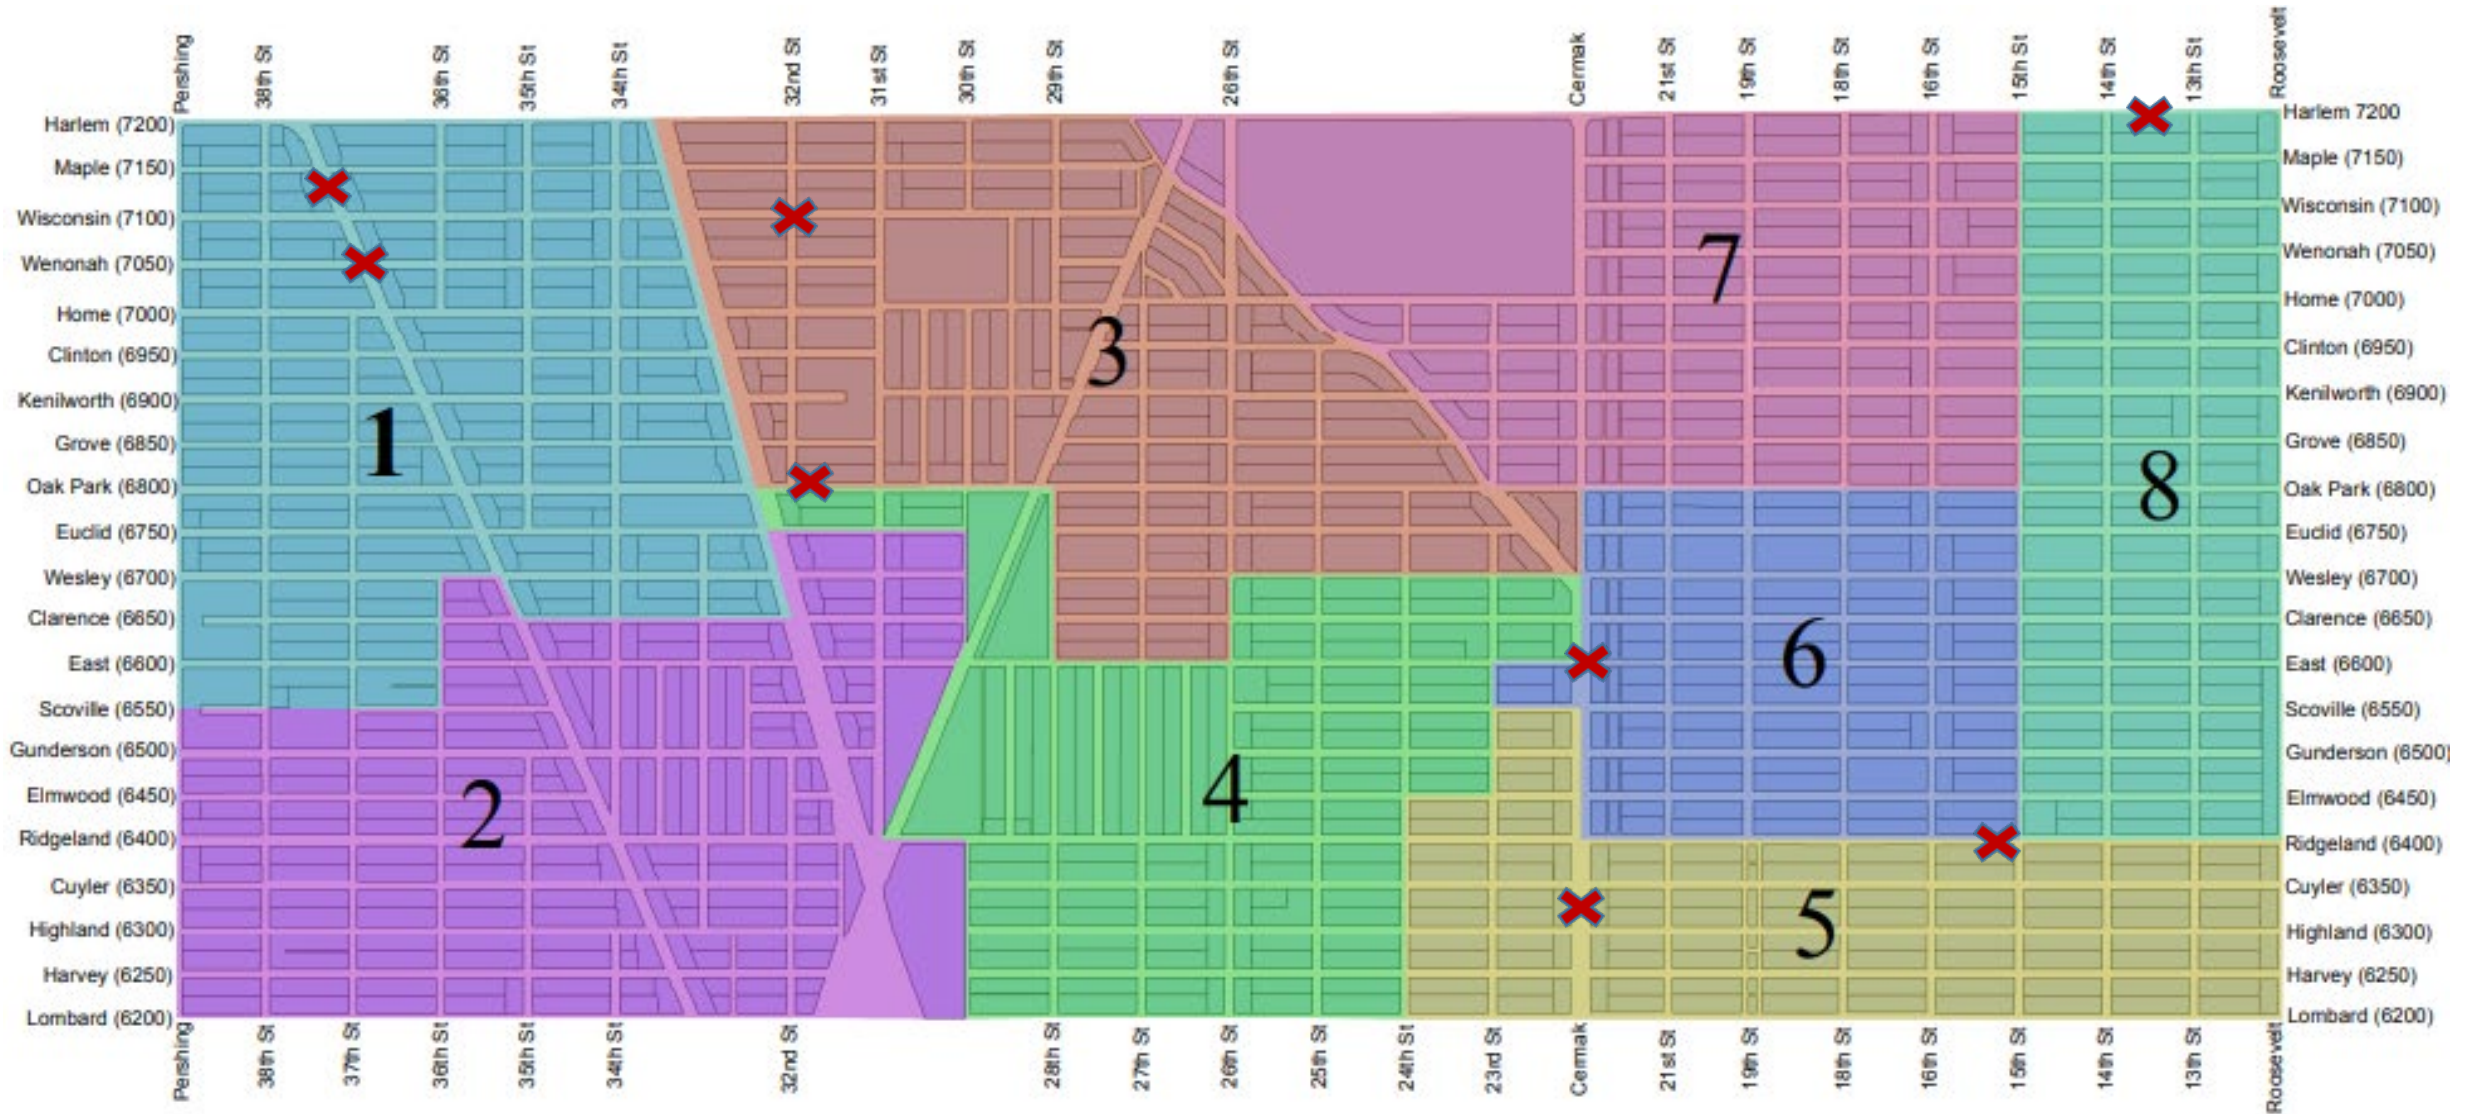 Pershing
38th St
36th St
35th St
34th St
32nd St
31st St
30th St
29th St
26th St
Cermak
21st St
19th St
18th St
16th St
15th St
14th St
13th St
Roosevelt
Harlem (7200)
Maple (7150)
Wisconsin (7100)
Wenonah (7050)
Home (7000)
Clinton (6950)
Kenilworth (6900)
Grove (6850)
Oak Park (6800)
Euclid (6750)
Wesley (6700)
Clarence (6650)
East (6600)
Scoville (6550)
Gunderson (6500)
Elmwood (6450)
Ridgeland (6400)
Cuyler (6350)
Highland (6300)
Harvey (6250)
Lombard (6200)
1
2
3
4
5
6
7
8
Harlem 7200
Maple (7150)
Wisconsin (7100)
Wenonah (7050)
Home (7000)
Clinton (6950)
Kenilworth (6900)
Grove (6850)
Oak Park (6800)
Euclid (6750)
Wesley (6700)
Clarence (6650)
East (6600)
Scoville (6550)
Gunderson (6500)
Elmwood (6450)
Ridgeland (6400)
Cuyler (6350)
Highland (6300)
Harvey (6250)
Lombard (6200)
Pershing
38th St
37th St
36th St
35th St
34th St
32nd St
28th St
27th St
26th St
25th St
24th St
23rd St
Cermak
21st St
19th St
18th St
16th St
15th St
14th St
13th St
Roosevelt